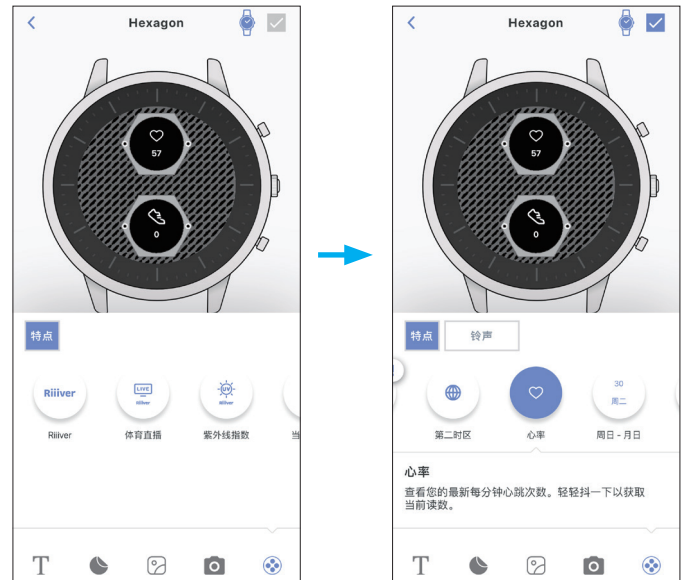 Hexagon
57
0
特点
Riiiver
LIVE
Riiiver
UV
Riiiver
Riiiver
体育直播
紫外线指数
当
T
Hexagon
57
0
特点
铃声
30
周二
第二时区
心率
周日 - 月日
心率
查看您的最新每分钟心跳次数。轻轻抖一下以获取
当前读数。
T